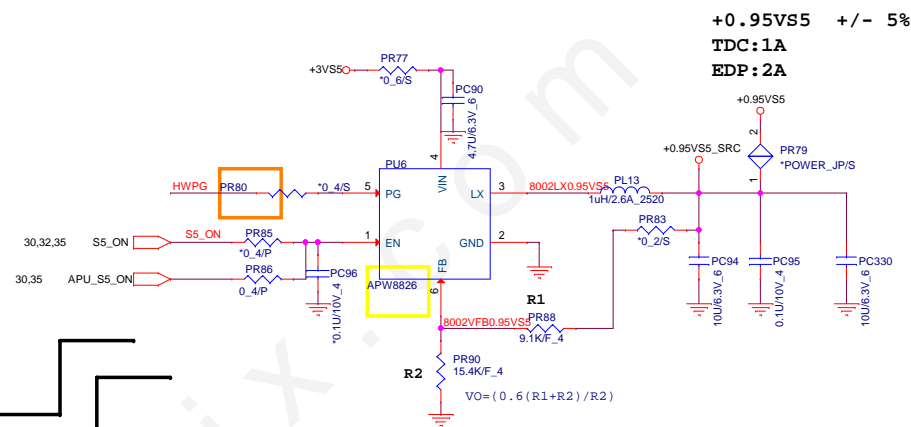 +0.95VS5 +/- 5%
TDC:1A
EDP:2A
+3VS5
PR77
*0_6/S
PC90
4.7U/6.3V_6
+0.95VS5
+0.95VS5_SRC
2
PR79
*POWER_JP/S
1
PU6
4
VIN
HWPG
PR80
*0_4/S
5
PG
LX
3
8002LX0.95VS5
PL13
1uH/2.6A_2520
PR83
*0_2/S
30,32,35
S5_ON
S5_ON
PR85
*0_4/P
1
EN
GND
2
30,35
APU_S5_ON
PR86
0_4/P
PC96
*0.1U/10V_4
FB
6
APW8826
PC94
10U/6.3V_6
PC95
0.1U/10V_4
PC330
10U/6.3V_6
R1
8002VFB0.95VS5
PR88
9.1K/F_4
R2
PR90
15.4K/F_4
VO=(0.6(R1+R2)/R2)
ix.com